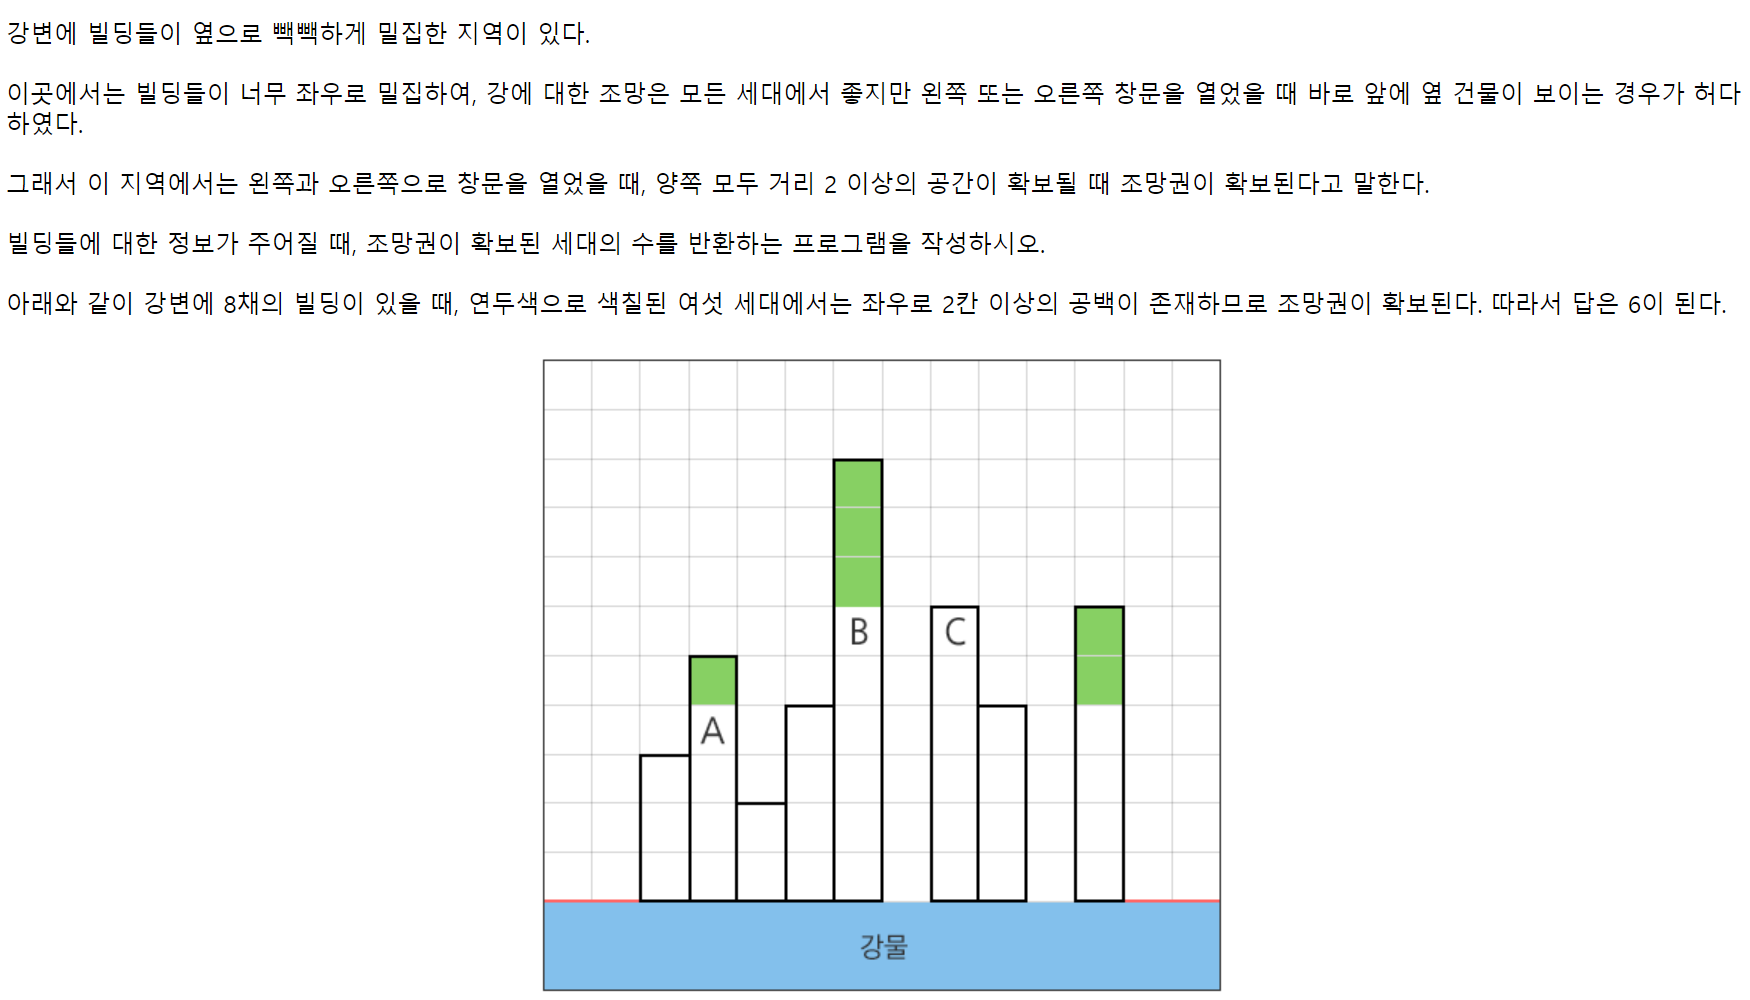 강변에 빌딩들이 옆으로 빽빽하게 밀집한 지역이 있다.
이곳에서는 빌딩들이 너무 좌우로 밀집하여, 강에 대한 조망은 모든 세대에서 좋지만 왼쪽 또는 오른쪽 창문을 열었을 때 바로 앞에 옆 건물이 보이는 경우가 허다
하였다.
그래서 이 지역에서는 왼쪽과 오른쪽으로 창문을 열었을 때, 양쪽 모두 거리 2 이상의 공간이 확보될 때 조망권이 확보된다고 말한다.
빌딩들에 대한 정보가 주어질 때, 조망권이 확보된 세대의 수를 반환하는 프로그램을 작성하시오.
아래와 같이 강변에 8채의 빌딩이 있을 때, 연두색으로 색칠된 여섯 세대에서는 좌우로 2칸 이상의 공백이 존재하므로 조망권이 확보된다. 따라서 답은 6이 된다.
B
C
A
강물